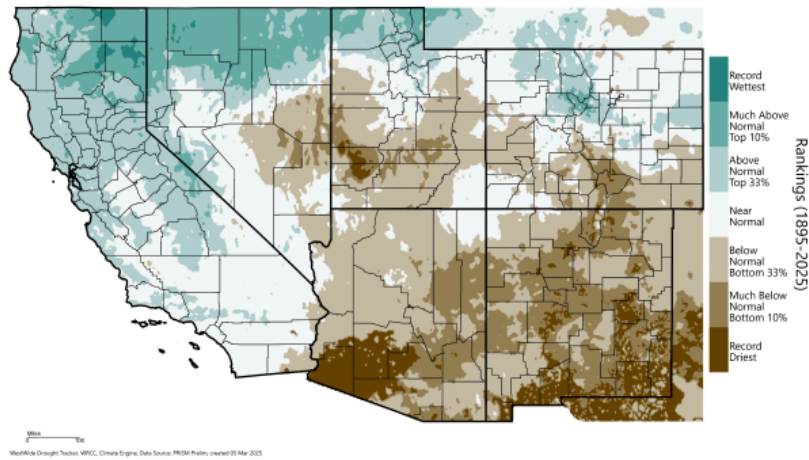 Record
Wettest
Much Above
Normal
Top 10%
Above
Normal
Top 33%
Near
Normal
Below
Normal
Bottom 33%
Much Below
Normal
Bottom 10%
Record
Driest
Rankings (1895-2025)
Miles
0 100
WestWide Drought Tracker, WRCC, Climate Engine, Data Source: PRISM Prelim, created 05 Mar 2025